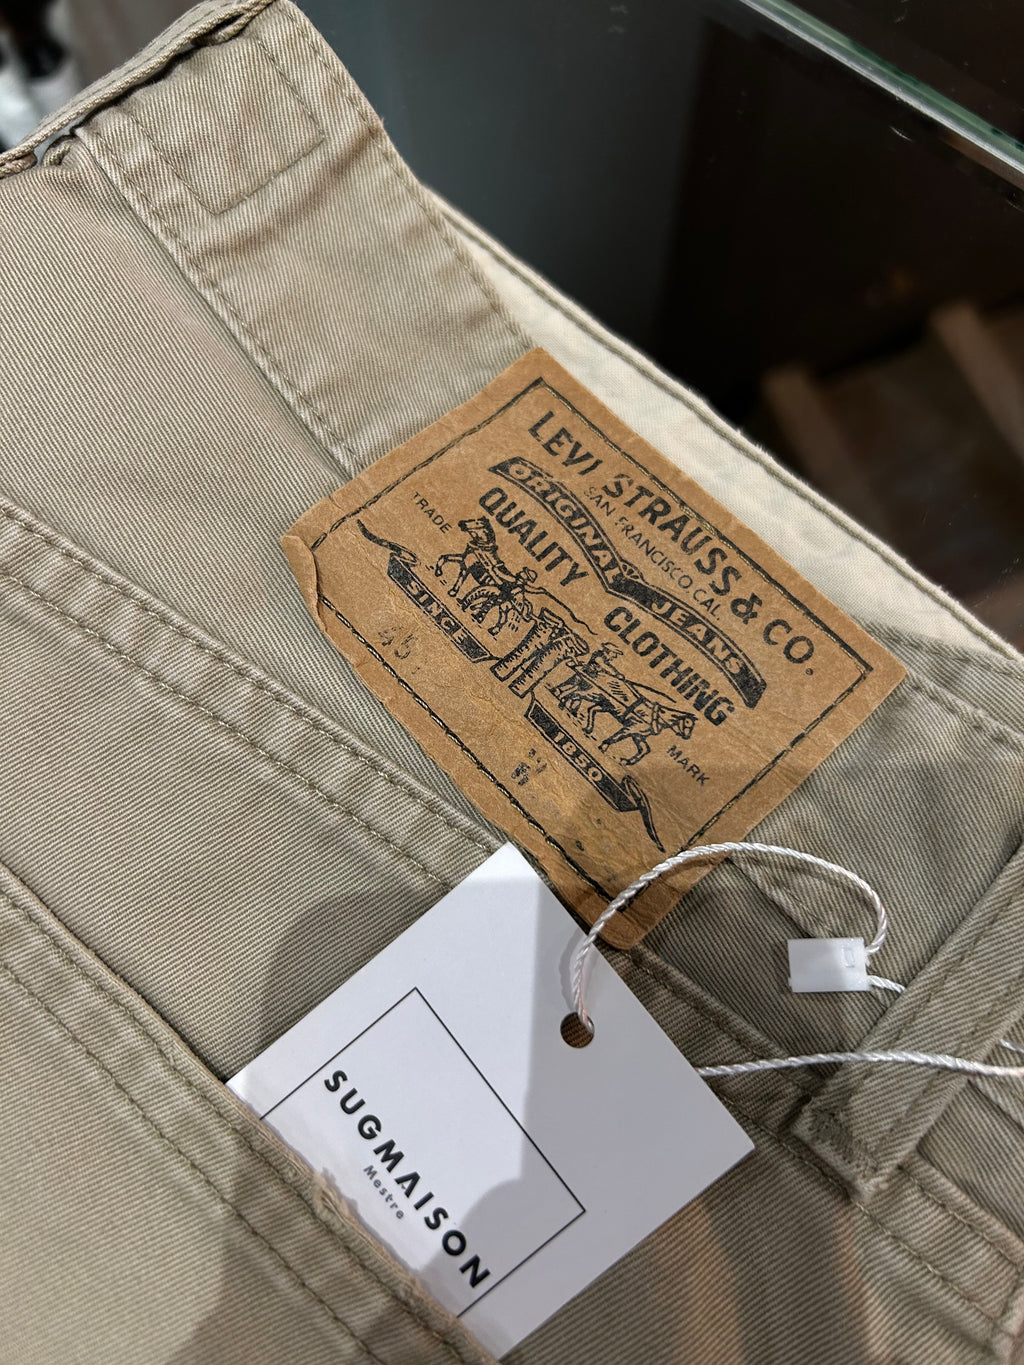 LEVI STRAUSS & CO.
SAN FRANCISCO CAL.
ORIGINAL JEANS
QUALITY CLOTHING
TRADE MARK
SINCE 1850
SUGMAISON
Mestre